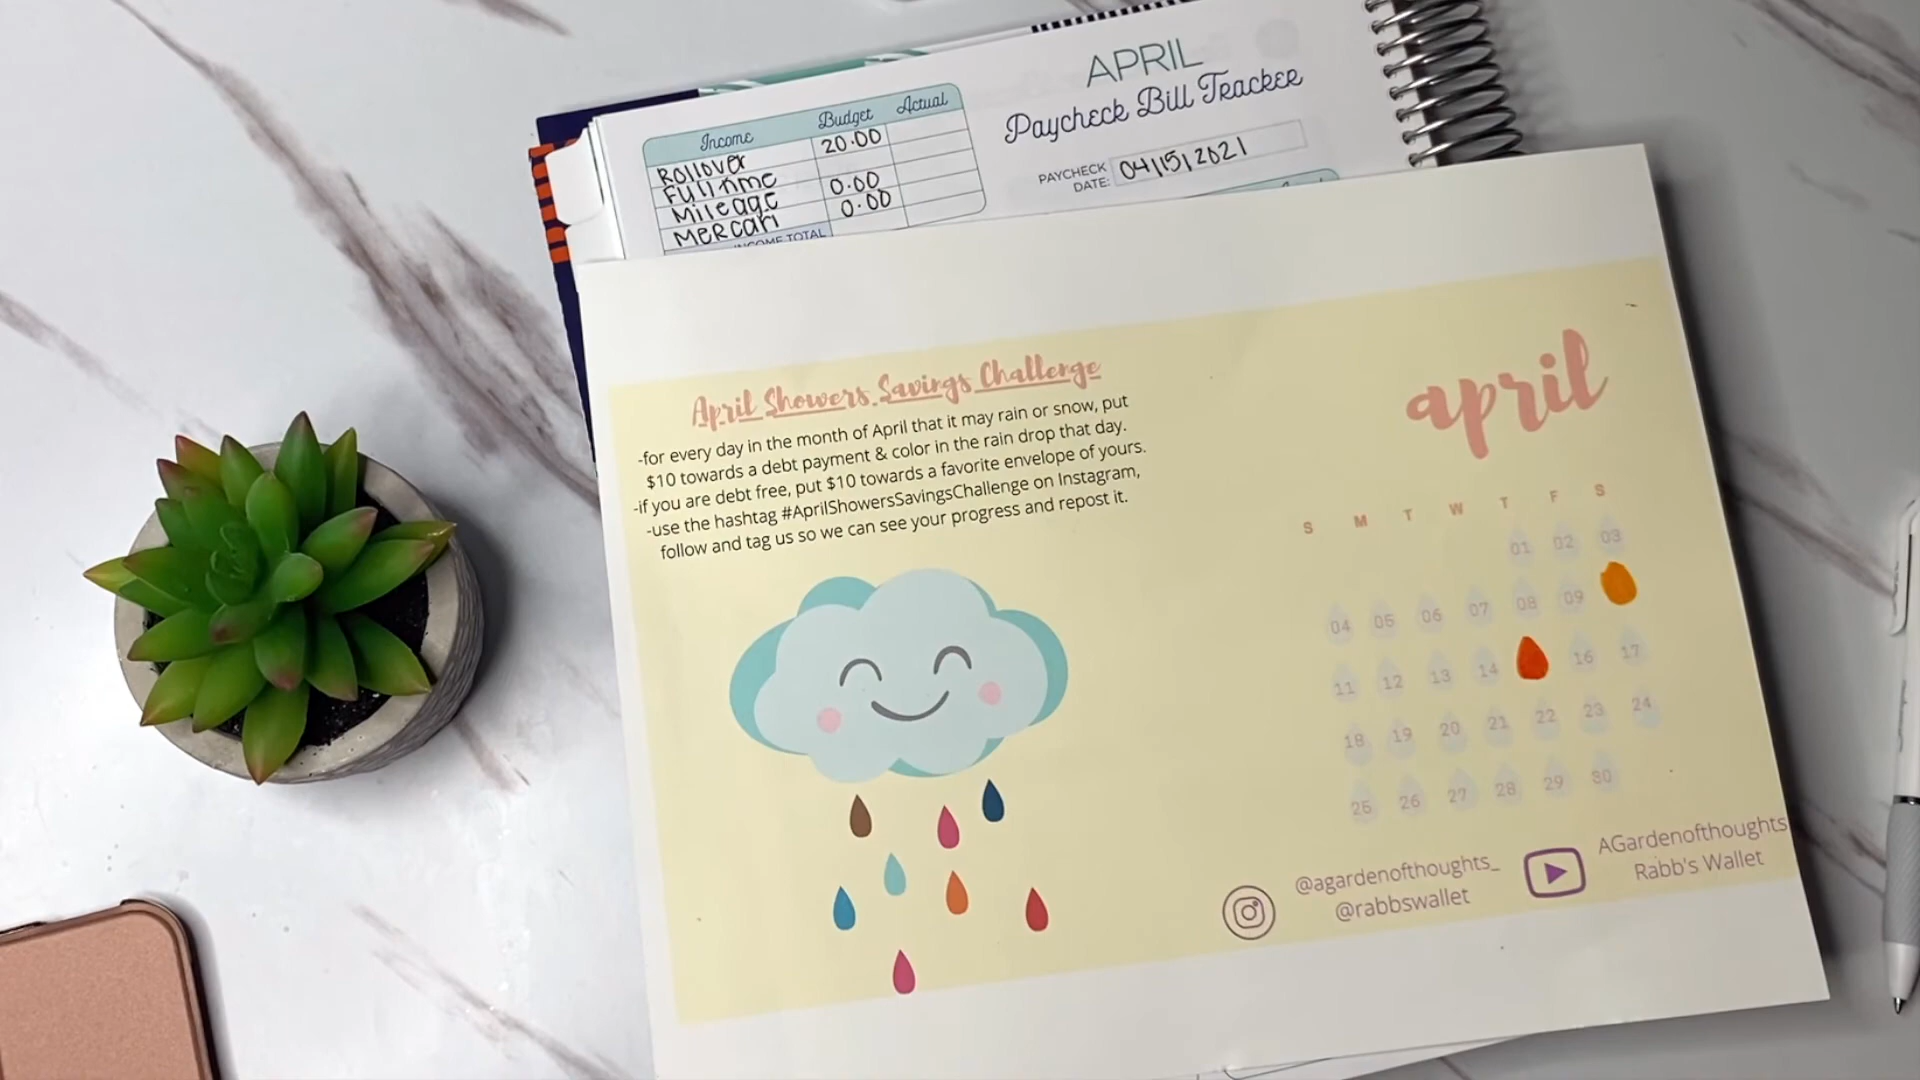 APRIL
Paycheck Bill Tracker
PAYCHECK DATE: 04/15/2021
Income Budget Actual
Rollover 20.00
Fulltime
Mileage 0.00
Mercari 0.00
INCOME TOTAL
April Showers Savings Challenge
-for every day in the month of April that it may rain or snow, put
$10 towards a debt payment & color in the rain drop that day.
-if you are debt free, put $10 towards a favorite envelope of yours.
-use the hashtag #AprilShowersSavingsChallenge on Instagram,
follow and tag us so we can see your progress and repost it.
april
S M T W T F S
01 02 03
04 05 06 07 08 09
11 12 13 14 16 17
18 19 20 21 22 23 24
25 26 27 28 29 30
@agardenofthoughts_
@rabbswallet
AGardenofthoughts
Rabb's Wallet